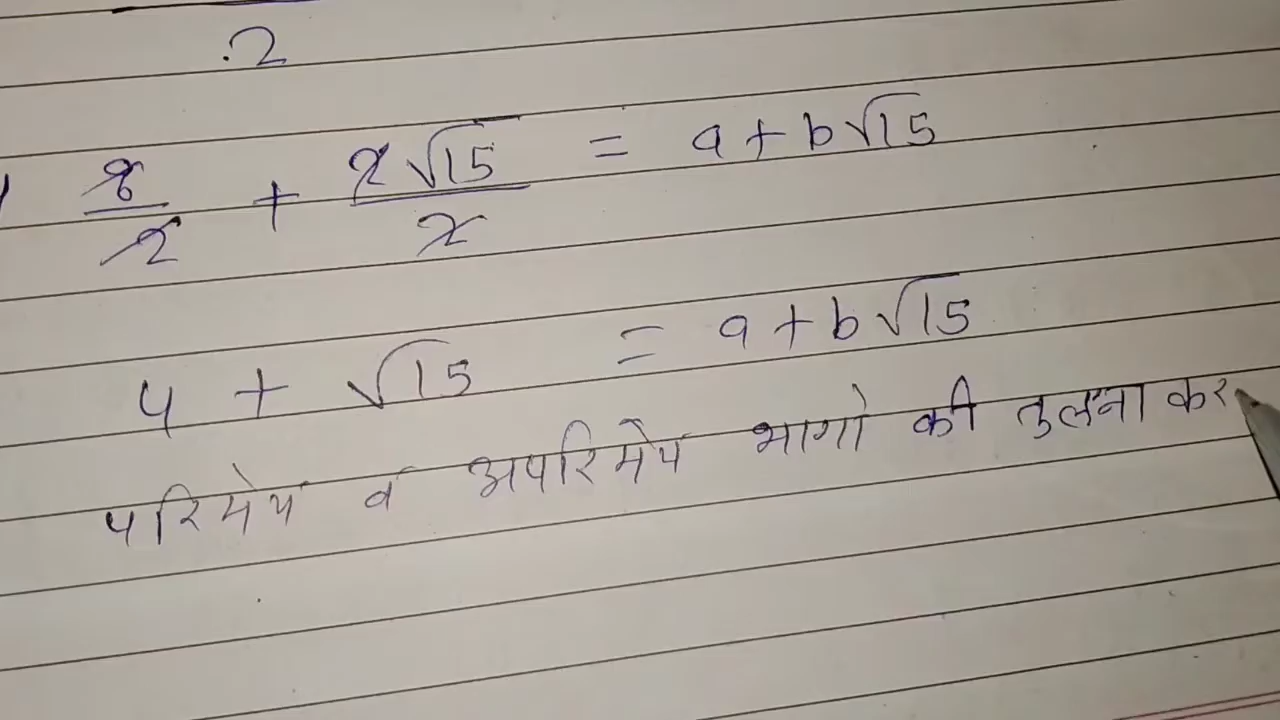 .2
8/2 + 2√15/2 = a+b√15
4 + √15 = a+b√15
परिमेय व अपरिमेय भागो की तुलना कर